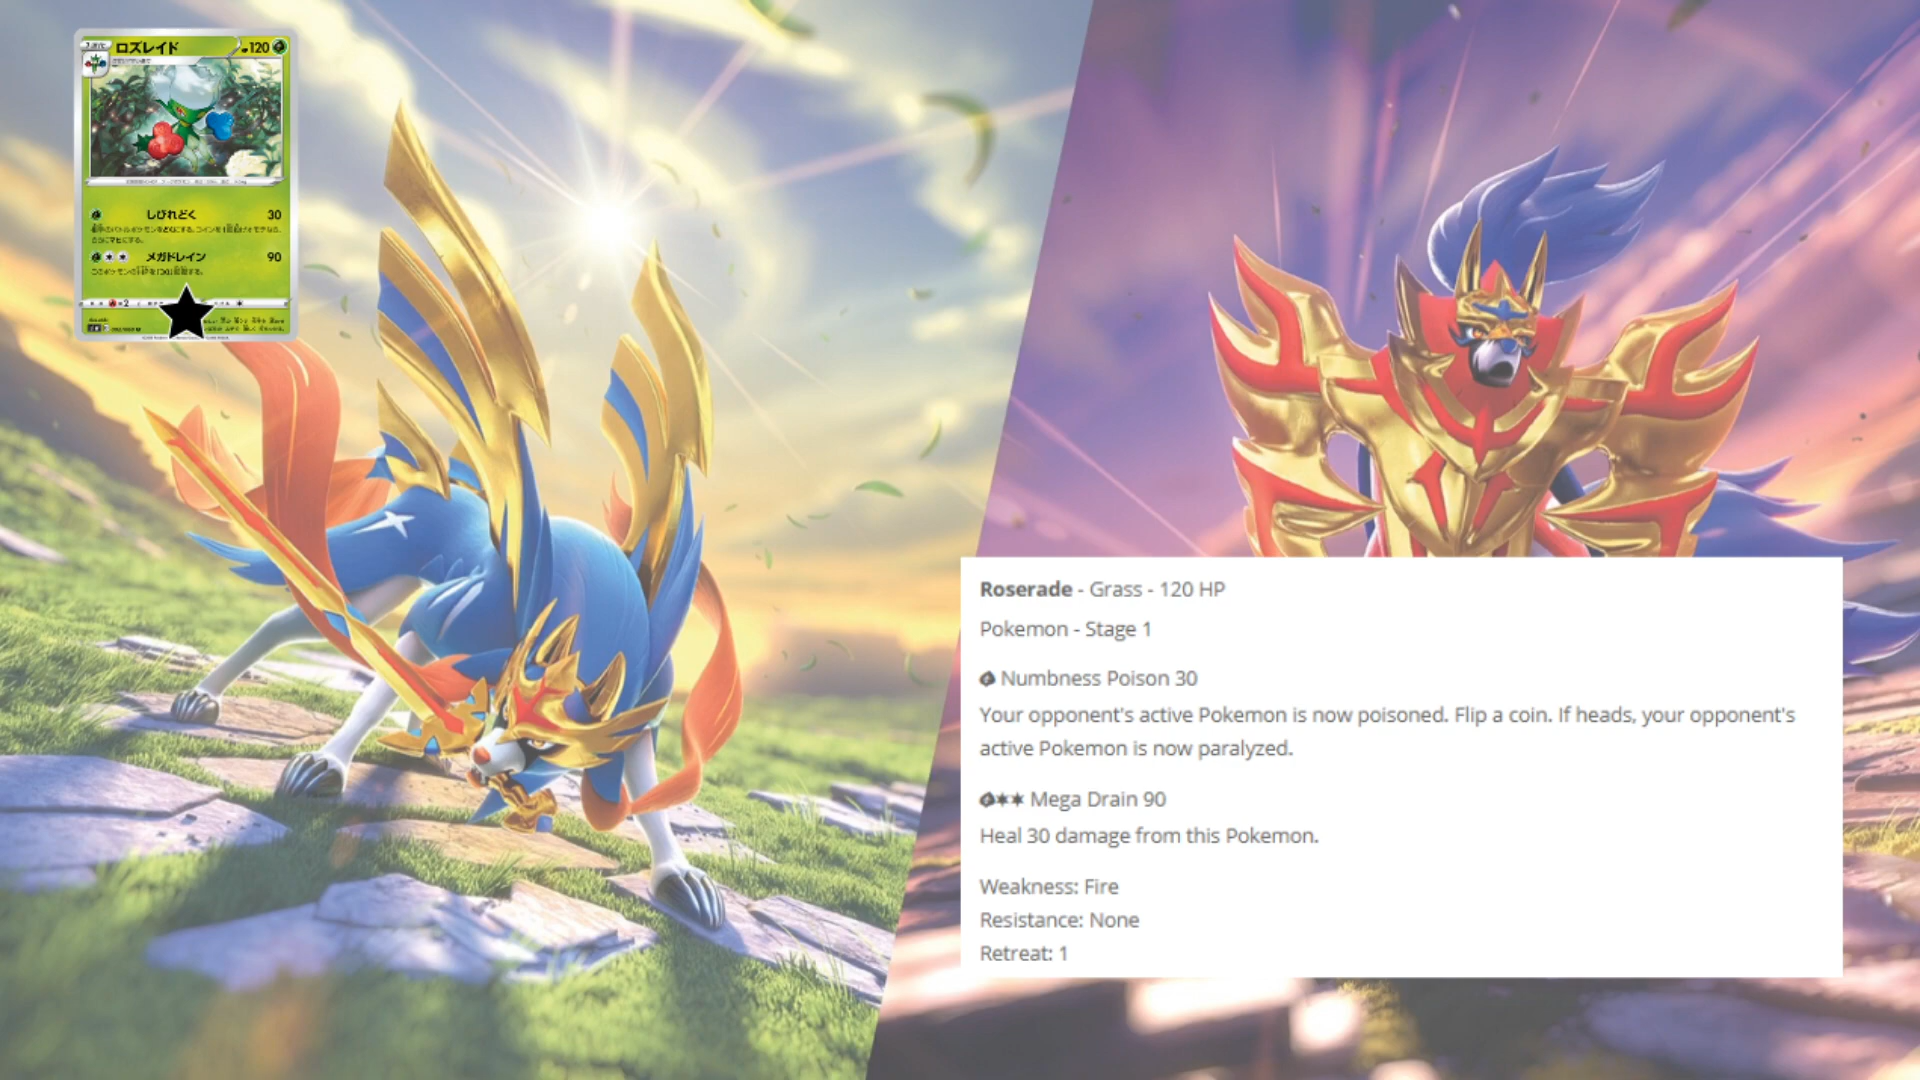 ロズレイド
120
しびれどく 30
メガドレイン 90
×2
Roserade - Grass - 120 HP
Pokemon - Stage 1
Numbness Poison 30
Your opponent's active Pokemon is now poisoned. Flip a coin. If heads, your opponent's
active Pokemon is now paralyzed.
Mega Drain 90
Heal 30 damage from this Pokemon.
Weakness: Fire
Resistance: None
Retreat: 1